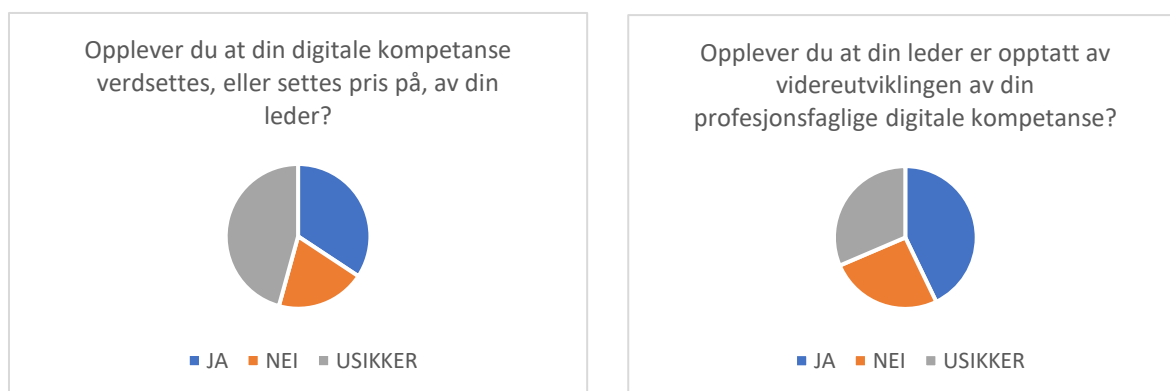 Opplever du at din digitale kompetanse
verdsettes, eller settes pris på, av din
leder?
JA NEI USIKKER
Opplever du at din leder er opptatt av
videreutviklingen av din
profesjonsfaglige digitale kompetanse?
JA NEI USIKKER